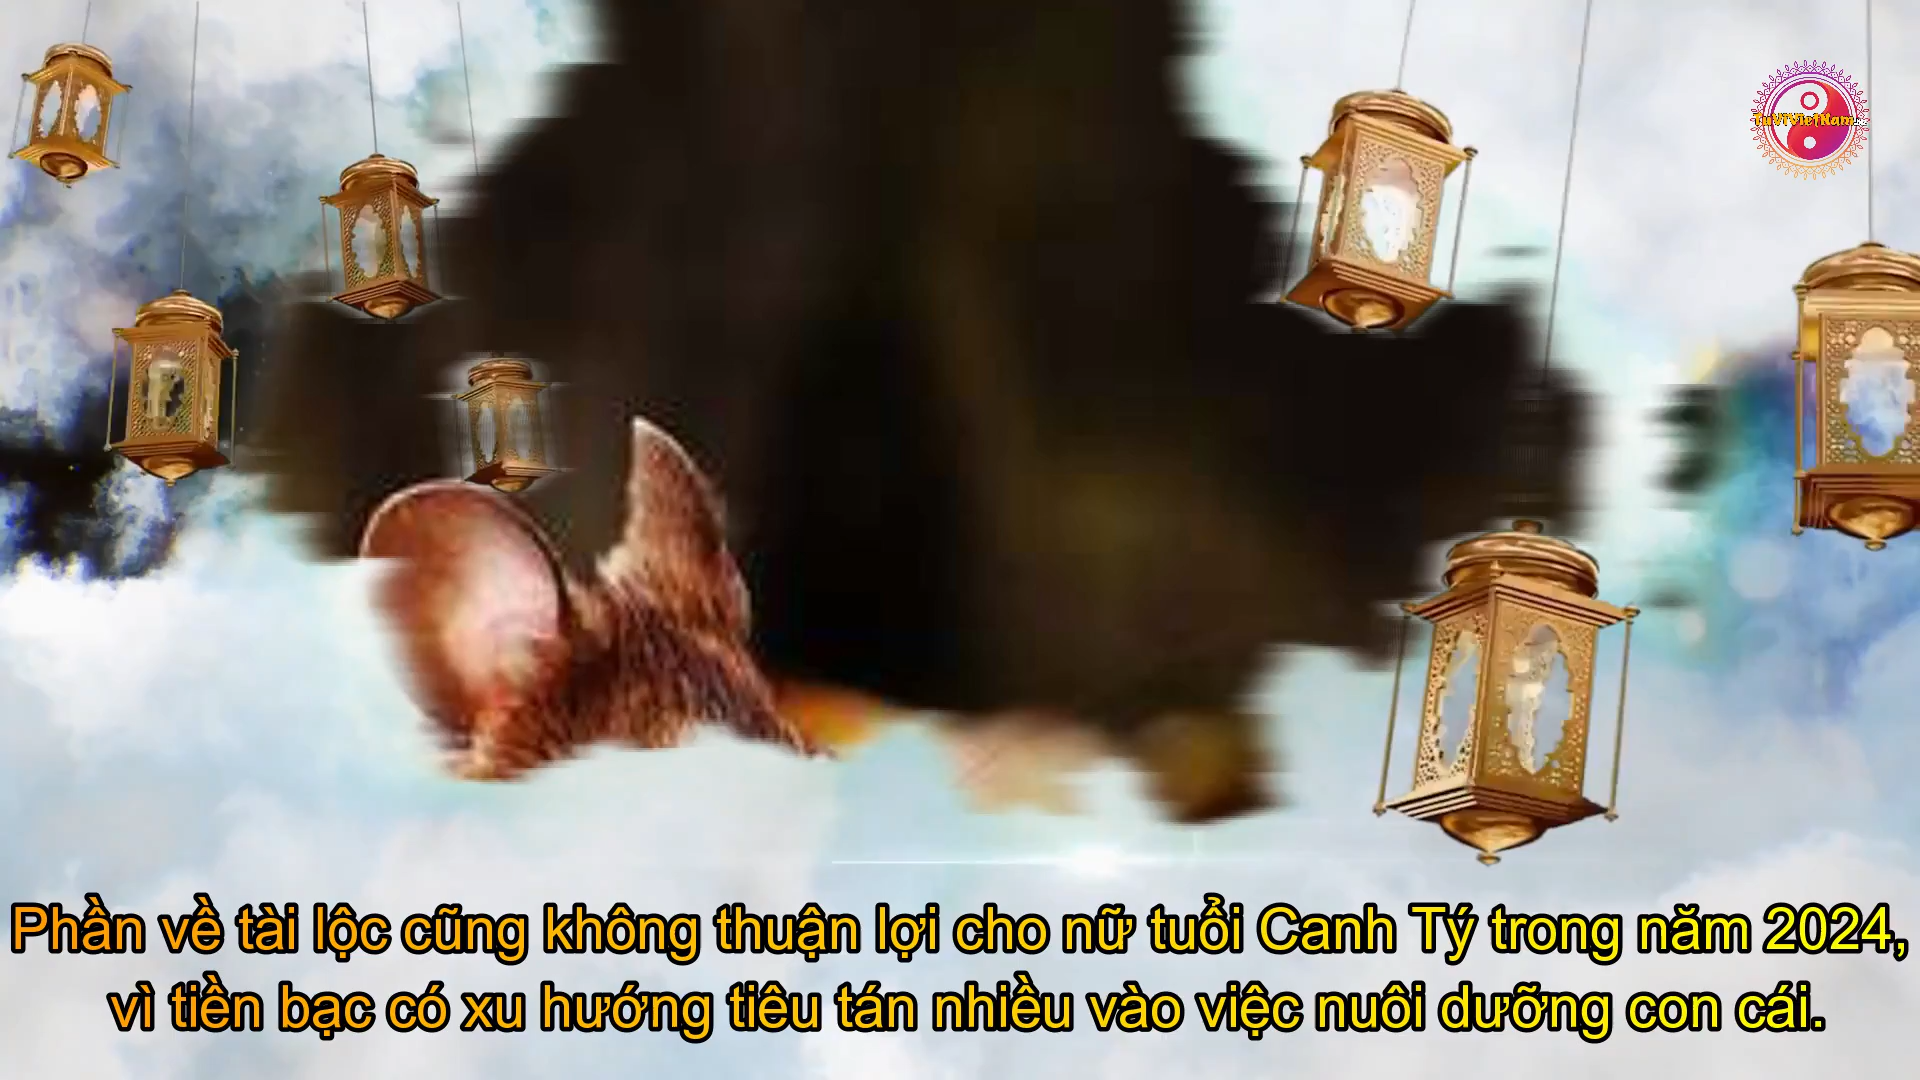 TuViVietNam
Phần về tài lộc cũng không thuận lợi cho nữ tuổi Canh Tý trong năm 2024,
vì tiền bạc có xu hướng tiêu tán nhiều vào việc nuôi dưỡng con cái.